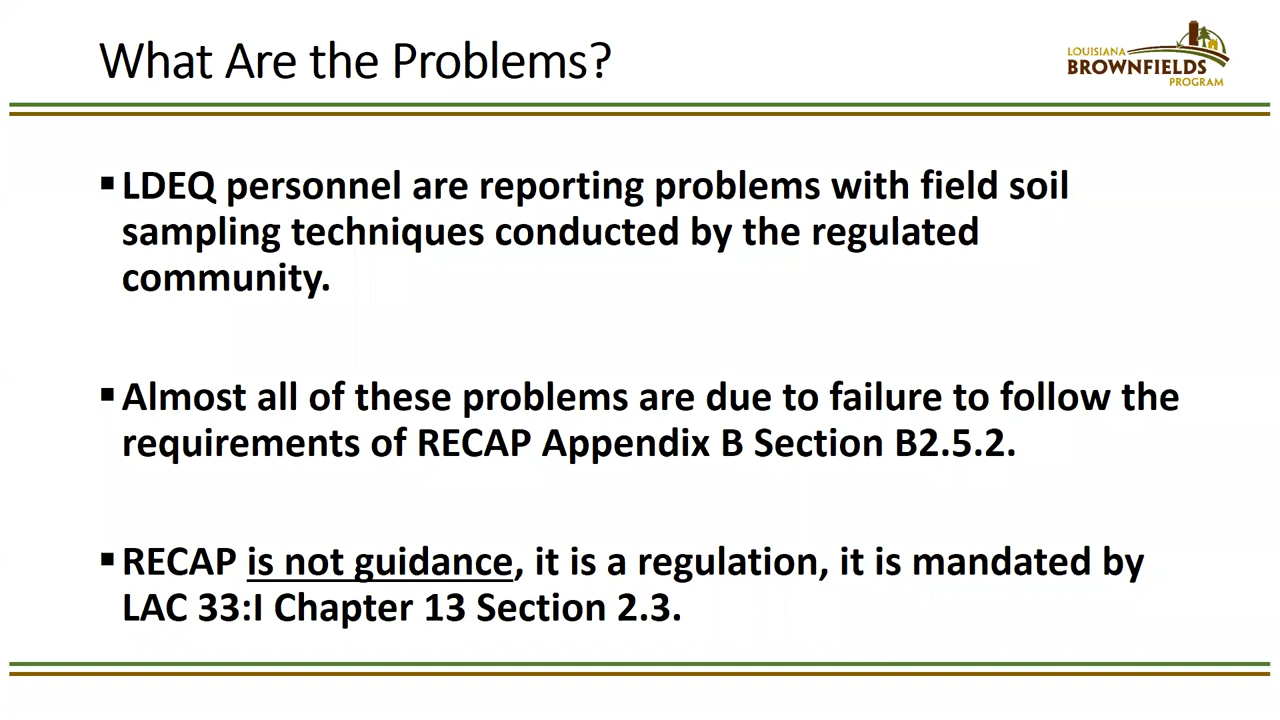 What Are the Problems?
LOUISIANA
BROWNFIELDS
PROGRAM
▪ LDEQ personnel are reporting problems with field soil
sampling techniques conducted by the regulated
community.
▪ Almost all of these problems are due to failure to follow the
requirements of RECAP Appendix B Section B2.5.2.
▪ RECAP is not guidance, it is a regulation, it is mandated by
LAC 33:I Chapter 13 Section 2.3.